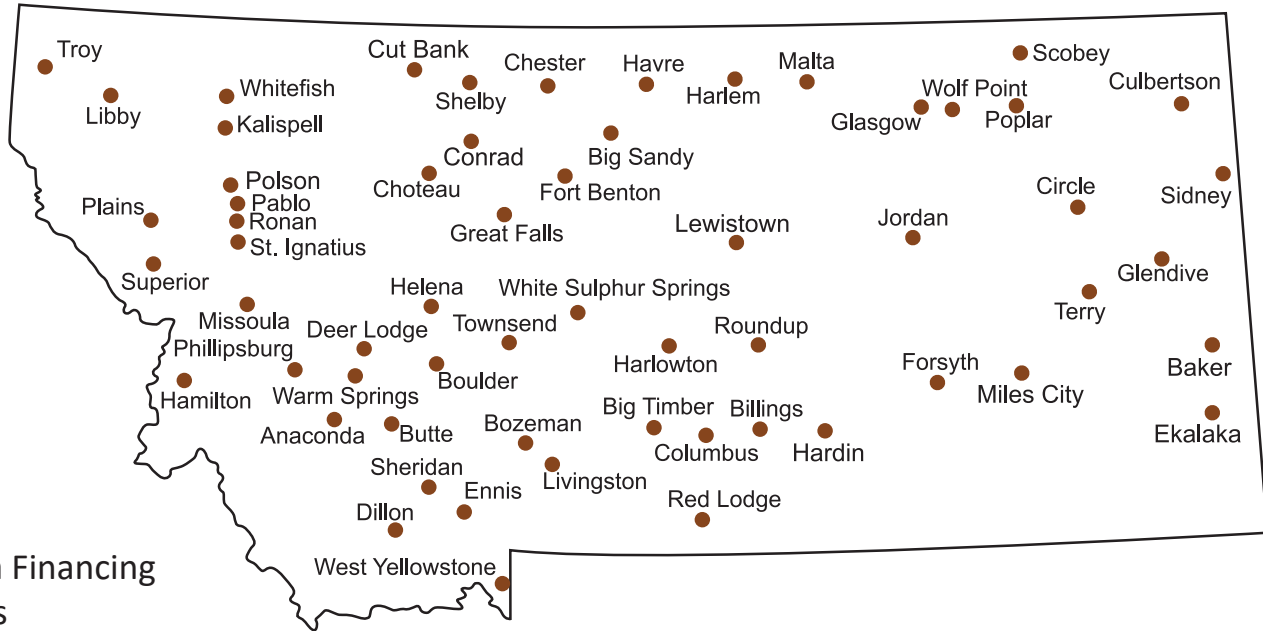 Troy
Cut Bank
Chester
Havre
Malta
Scobey
Whitefish
Shelby
Harlem
Wolf Point
Culbertson
Libby
Kalispell
Glasgow
Poplar
Conrad
Big Sandy
Polson
Choteau
Fort Benton
Circle
Sidney
Plains
Pablo
Ronan
Great Falls
Lewistown
Jordan
St. Ignatius
Superior
Glendive
Helena
White Sulphur Springs
Terry
Missoula
Deer Lodge
Townsend
Roundup
Phillipsburg
Harlowton
Forsyth
Baker
Hamilton
Warm Springs
Boulder
Miles City
Anaconda
Butte
Bozeman
Big Timber
Billings
Ekalaka
Columbus
Hardin
Sheridan
Livingston
Ennis
Red Lodge
Dillon
West Yellowstone
Financing